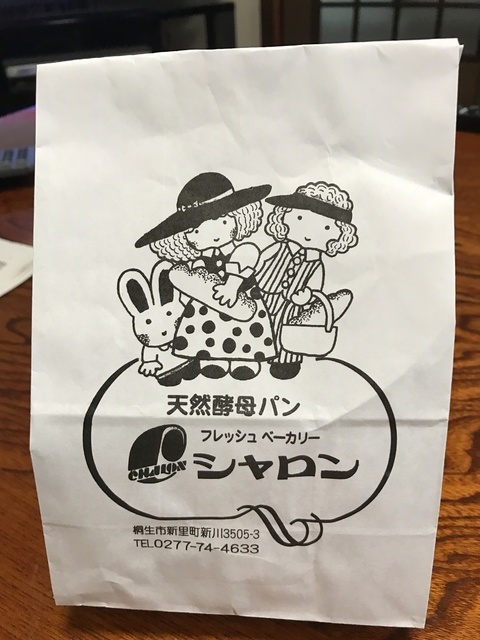 天然酵母パン
フレッシュ ベーカリー
シャロン
桐生市新里町新川3505-3
TEL0277-74-4633